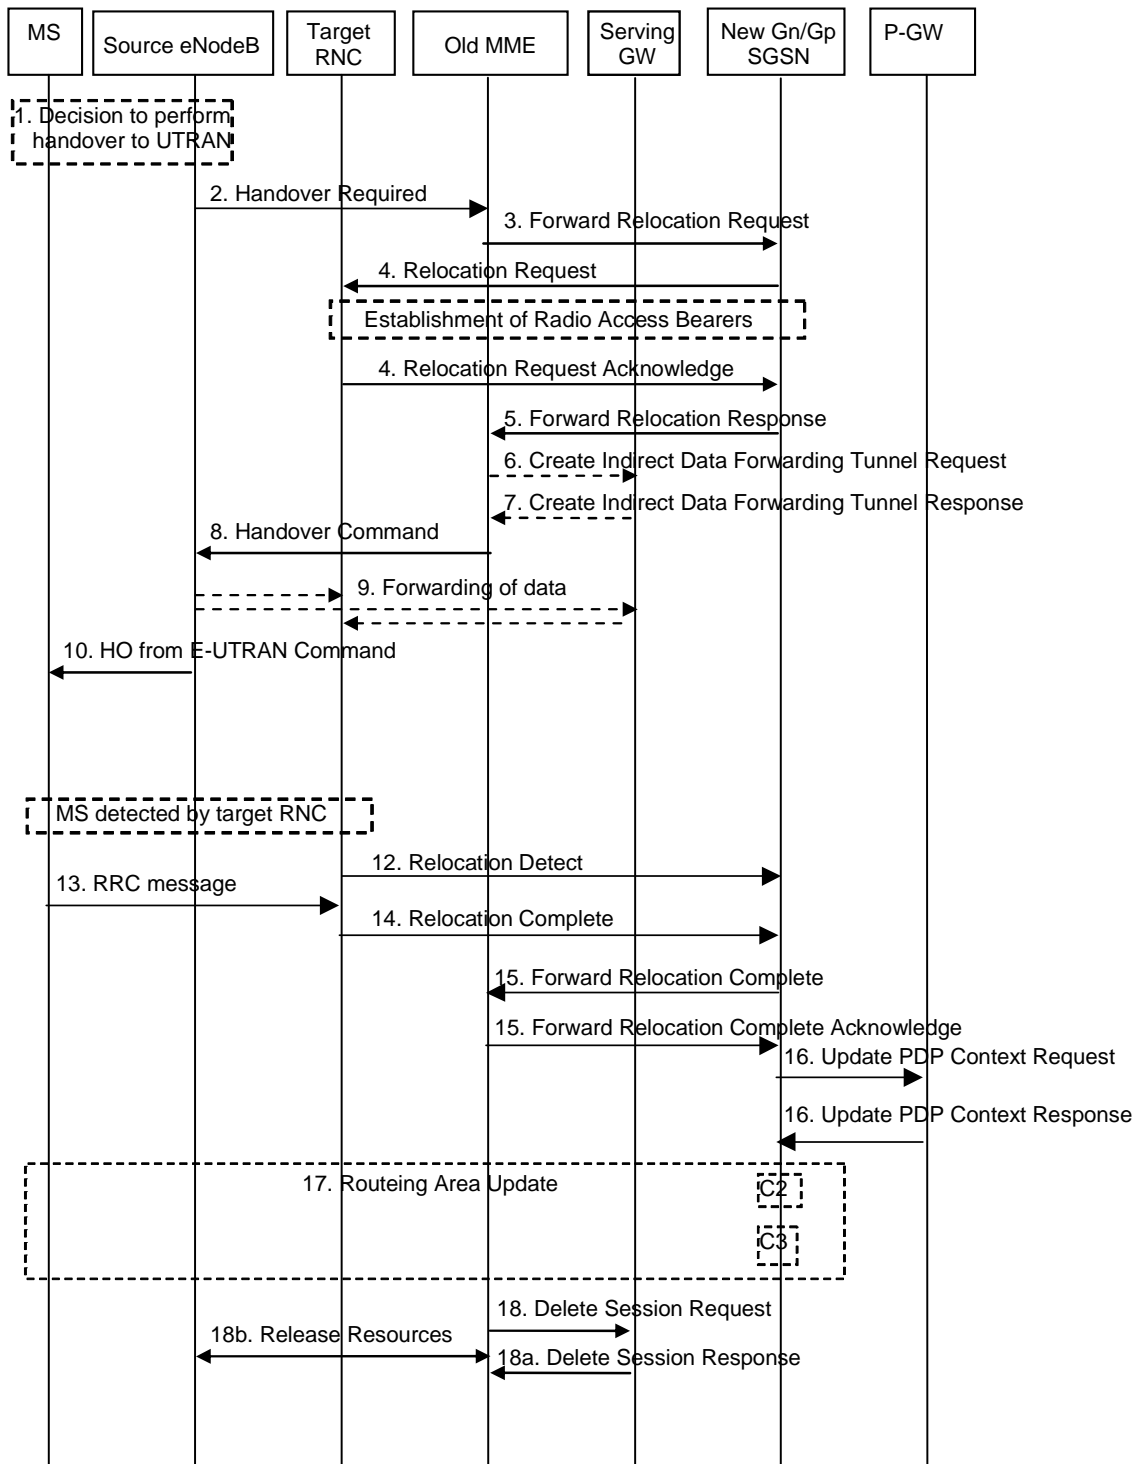 MS
Source eNodeB
Target
RNC
Old MME
Serving
GW
New Gn/Gp
SGSN
P-GW
1. Decision to perform
handover to UTRAN
2. Handover Required
3. Forward Relocation Request
4. Relocation Request
Establishment of Radio Access Bearers
4. Relocation Request Acknowledge
5. Forward Relocation Response
6. Create Indirect Data Forwarding Tunnel Request
7. Create Indirect Data Forwarding Tunnel Response
8. Handover Command
9. Forwarding of data
10. HO from E-UTRAN Command
MS detected by target RNC
12. Relocation Detect
13. RRC message
14. Relocation Complete
15. Forward Relocation Complete
15. Forward Relocation Complete Acknowledge
16. Update PDP Context Request
16. Update PDP Context Response
17. Routeing Area Update
C2
C3
18. Delete Session Request
18b. Release Resources
18a. Delete Session Response